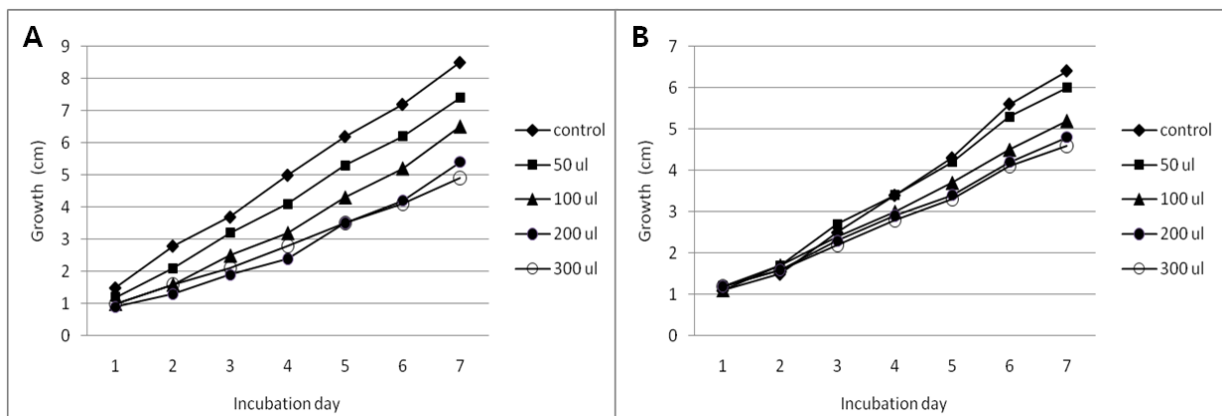 A
9
8
7
6
5
4
3
2
1
0
Growth (cm)
1 2 3 4 5 6 7
Incubation day
control
50 ul
100 ul
200 ul
300 ul
B
7
6
5
4
3
2
1
0
Growth (cm)
1 2 3 4 5 6 7
Incubation day
control
50 ul
100 ul
200 ul
300 ul